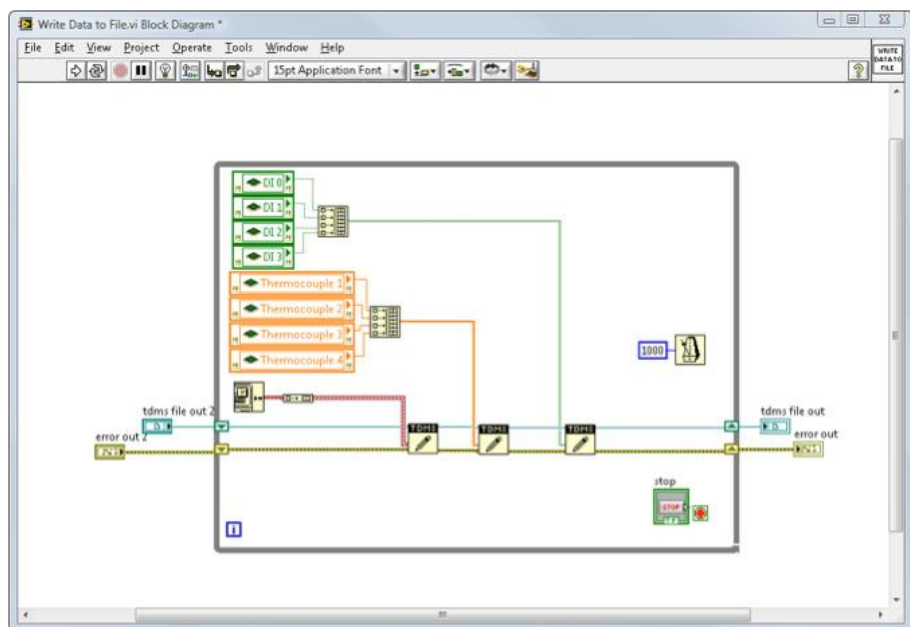 Write Data to File.vi Block Diagram *
File Edit View Project Operate Tools Window Help
15pt Application Font
WRITE
DATA TO
FILE
DI 0
DI 1
DI 2
DI 3
Thermocouple 1
Thermocouple 2
Thermocouple 3
Thermocouple 4
1000
tdms file out 2
tdms file out
error out 2
error out
TDMS TDMS TDMS
stop
STOP
TF
i